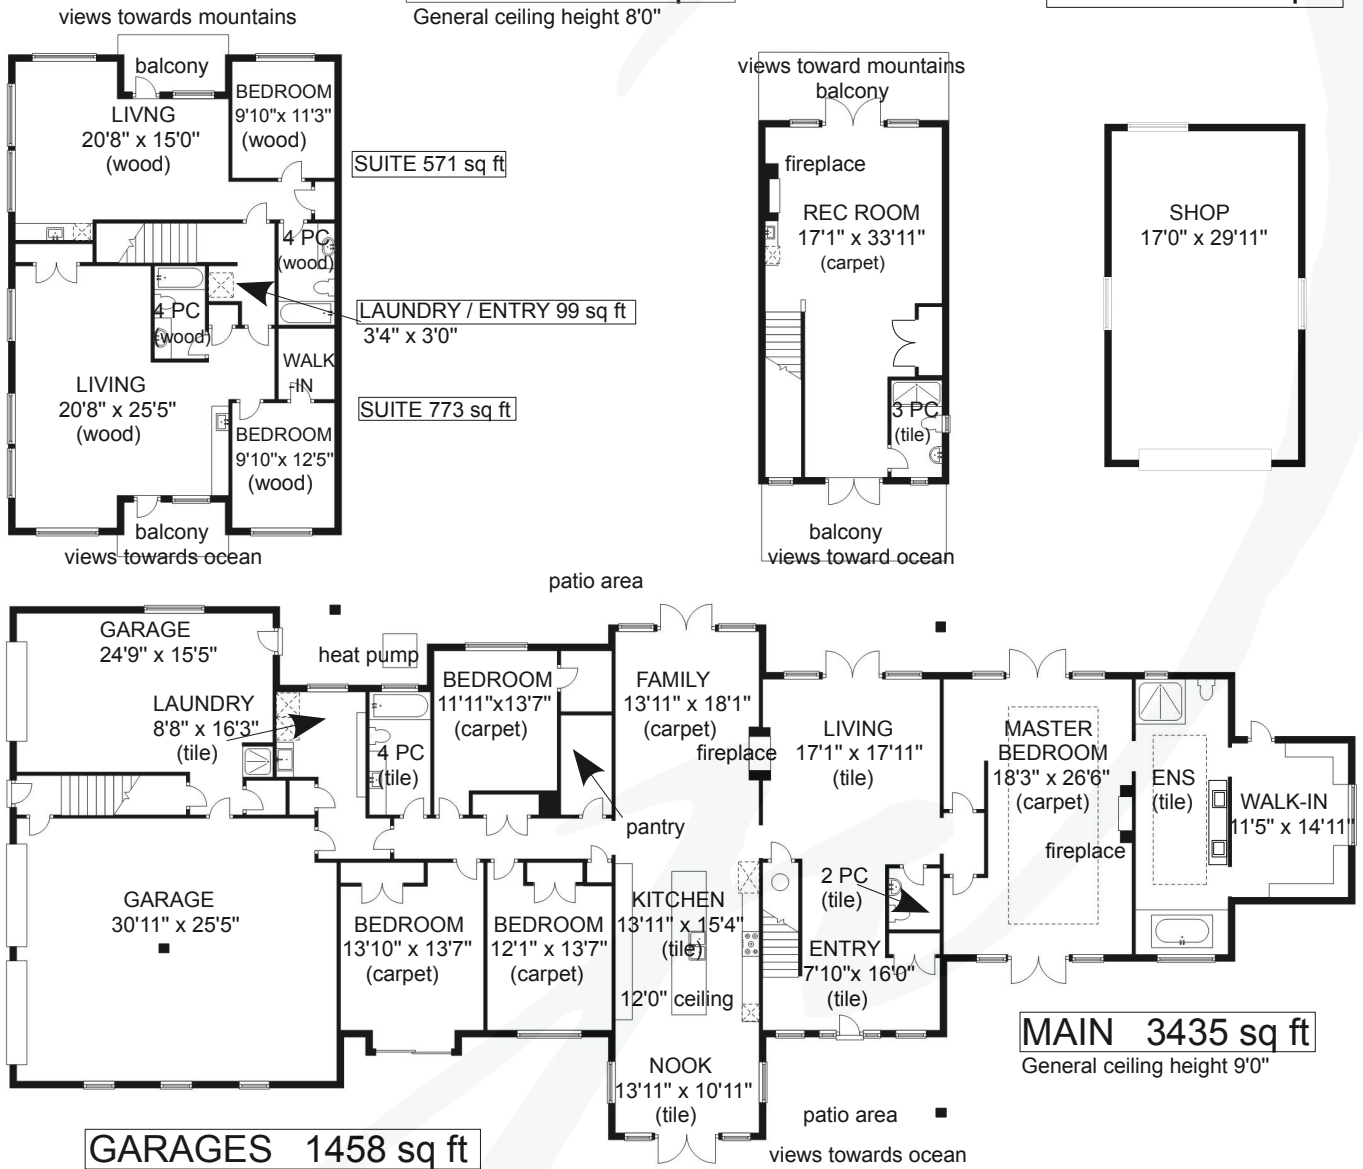 views towards mountains
General ceiling height 8'0"
balcony
LIVNG
20'8" x 15'0"
(wood)
BEDROOM
9'10"x 11'3"
(wood)
SUITE 571 sq ft
4 PC
(wood)
4 PC
(wood)
LAUNDRY / ENTRY 99 sq ft
3'4" x 3'0"
WALK
-IN
LIVING
20'8" x 25'5"
(wood)
SUITE 773 sq ft
BEDROOM
9'10"x 12'5"
(wood)
balcony
views towards ocean
views toward mountains
balcony
fireplace
REC ROOM
17'1" x 33'11"
(carpet)
3 PC
(tile)
balcony
views toward ocean
SHOP
17'0" x 29'11"
patio area
GARAGE
24'9" x 15'5"
heat pump
LAUNDRY
8'8" x 16'3"
(tile)
4 PC
(tile)
BEDROOM
11'11"x13'7"
(carpet)
FAMILY
13'11" x 18'1"
(carpet)
fireplace
LIVING
17'1" x 17'11"
(tile)
MASTER
BEDROOM
18'3" x 26'6"
(carpet)
fireplace
ENS
(tile)
WALK-IN
11'5" x 14'11"
pantry
GARAGE
30'11" x 25'5"
BEDROOM
13'10" x 13'7"
(carpet)
BEDROOM
12'1" x 13'7"
(carpet)
KITCHEN
13'11" x 15'4"
(tile)
12'0" ceiling
2 PC
(tile)
ENTRY
7'10"x 16'0"
(tile)
NOOK
13'11" x 10'11"
(tile)
MAIN 3435 sq ft
General ceiling height 9'0"
patio area
views towards ocean
GARAGES 1458 sq ft